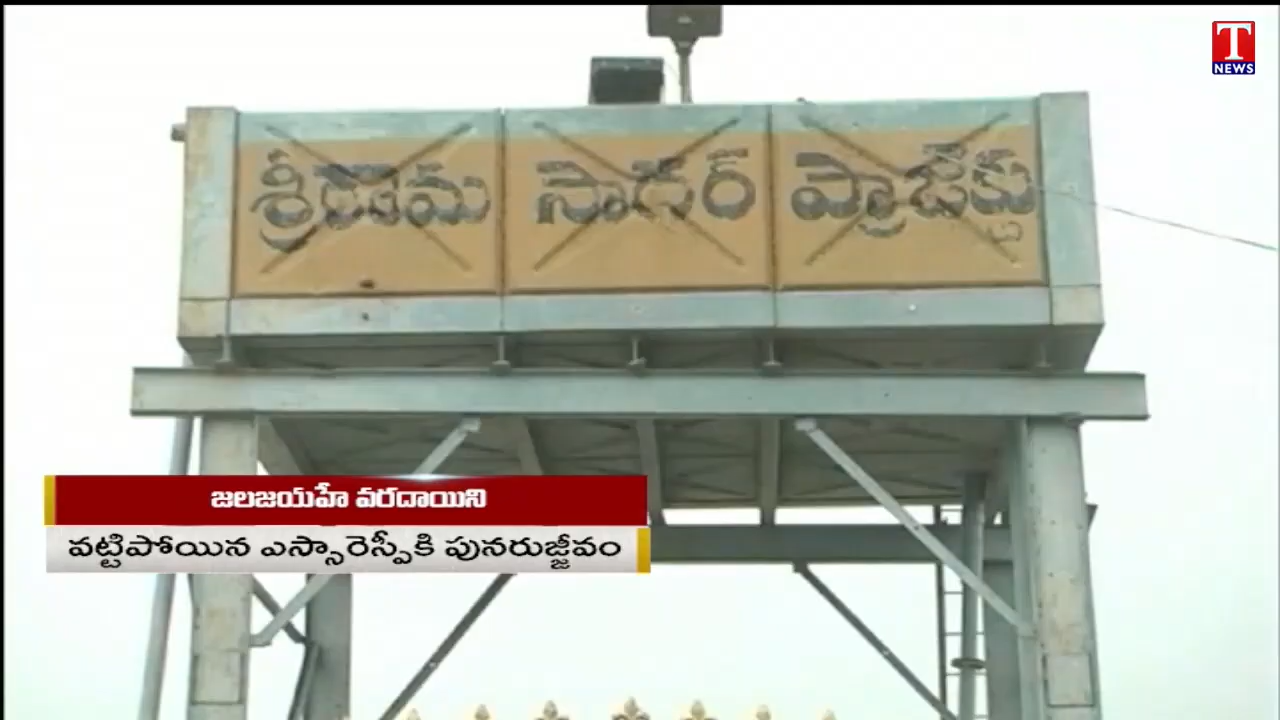 T
NEWS
శ్రీరామ సాగర్ ప్రాజెక్టు
జలజయహే వరదాయిని
వట్టిపోయిన ఎస్సారెస్పీకి పునరుజ్జీవం